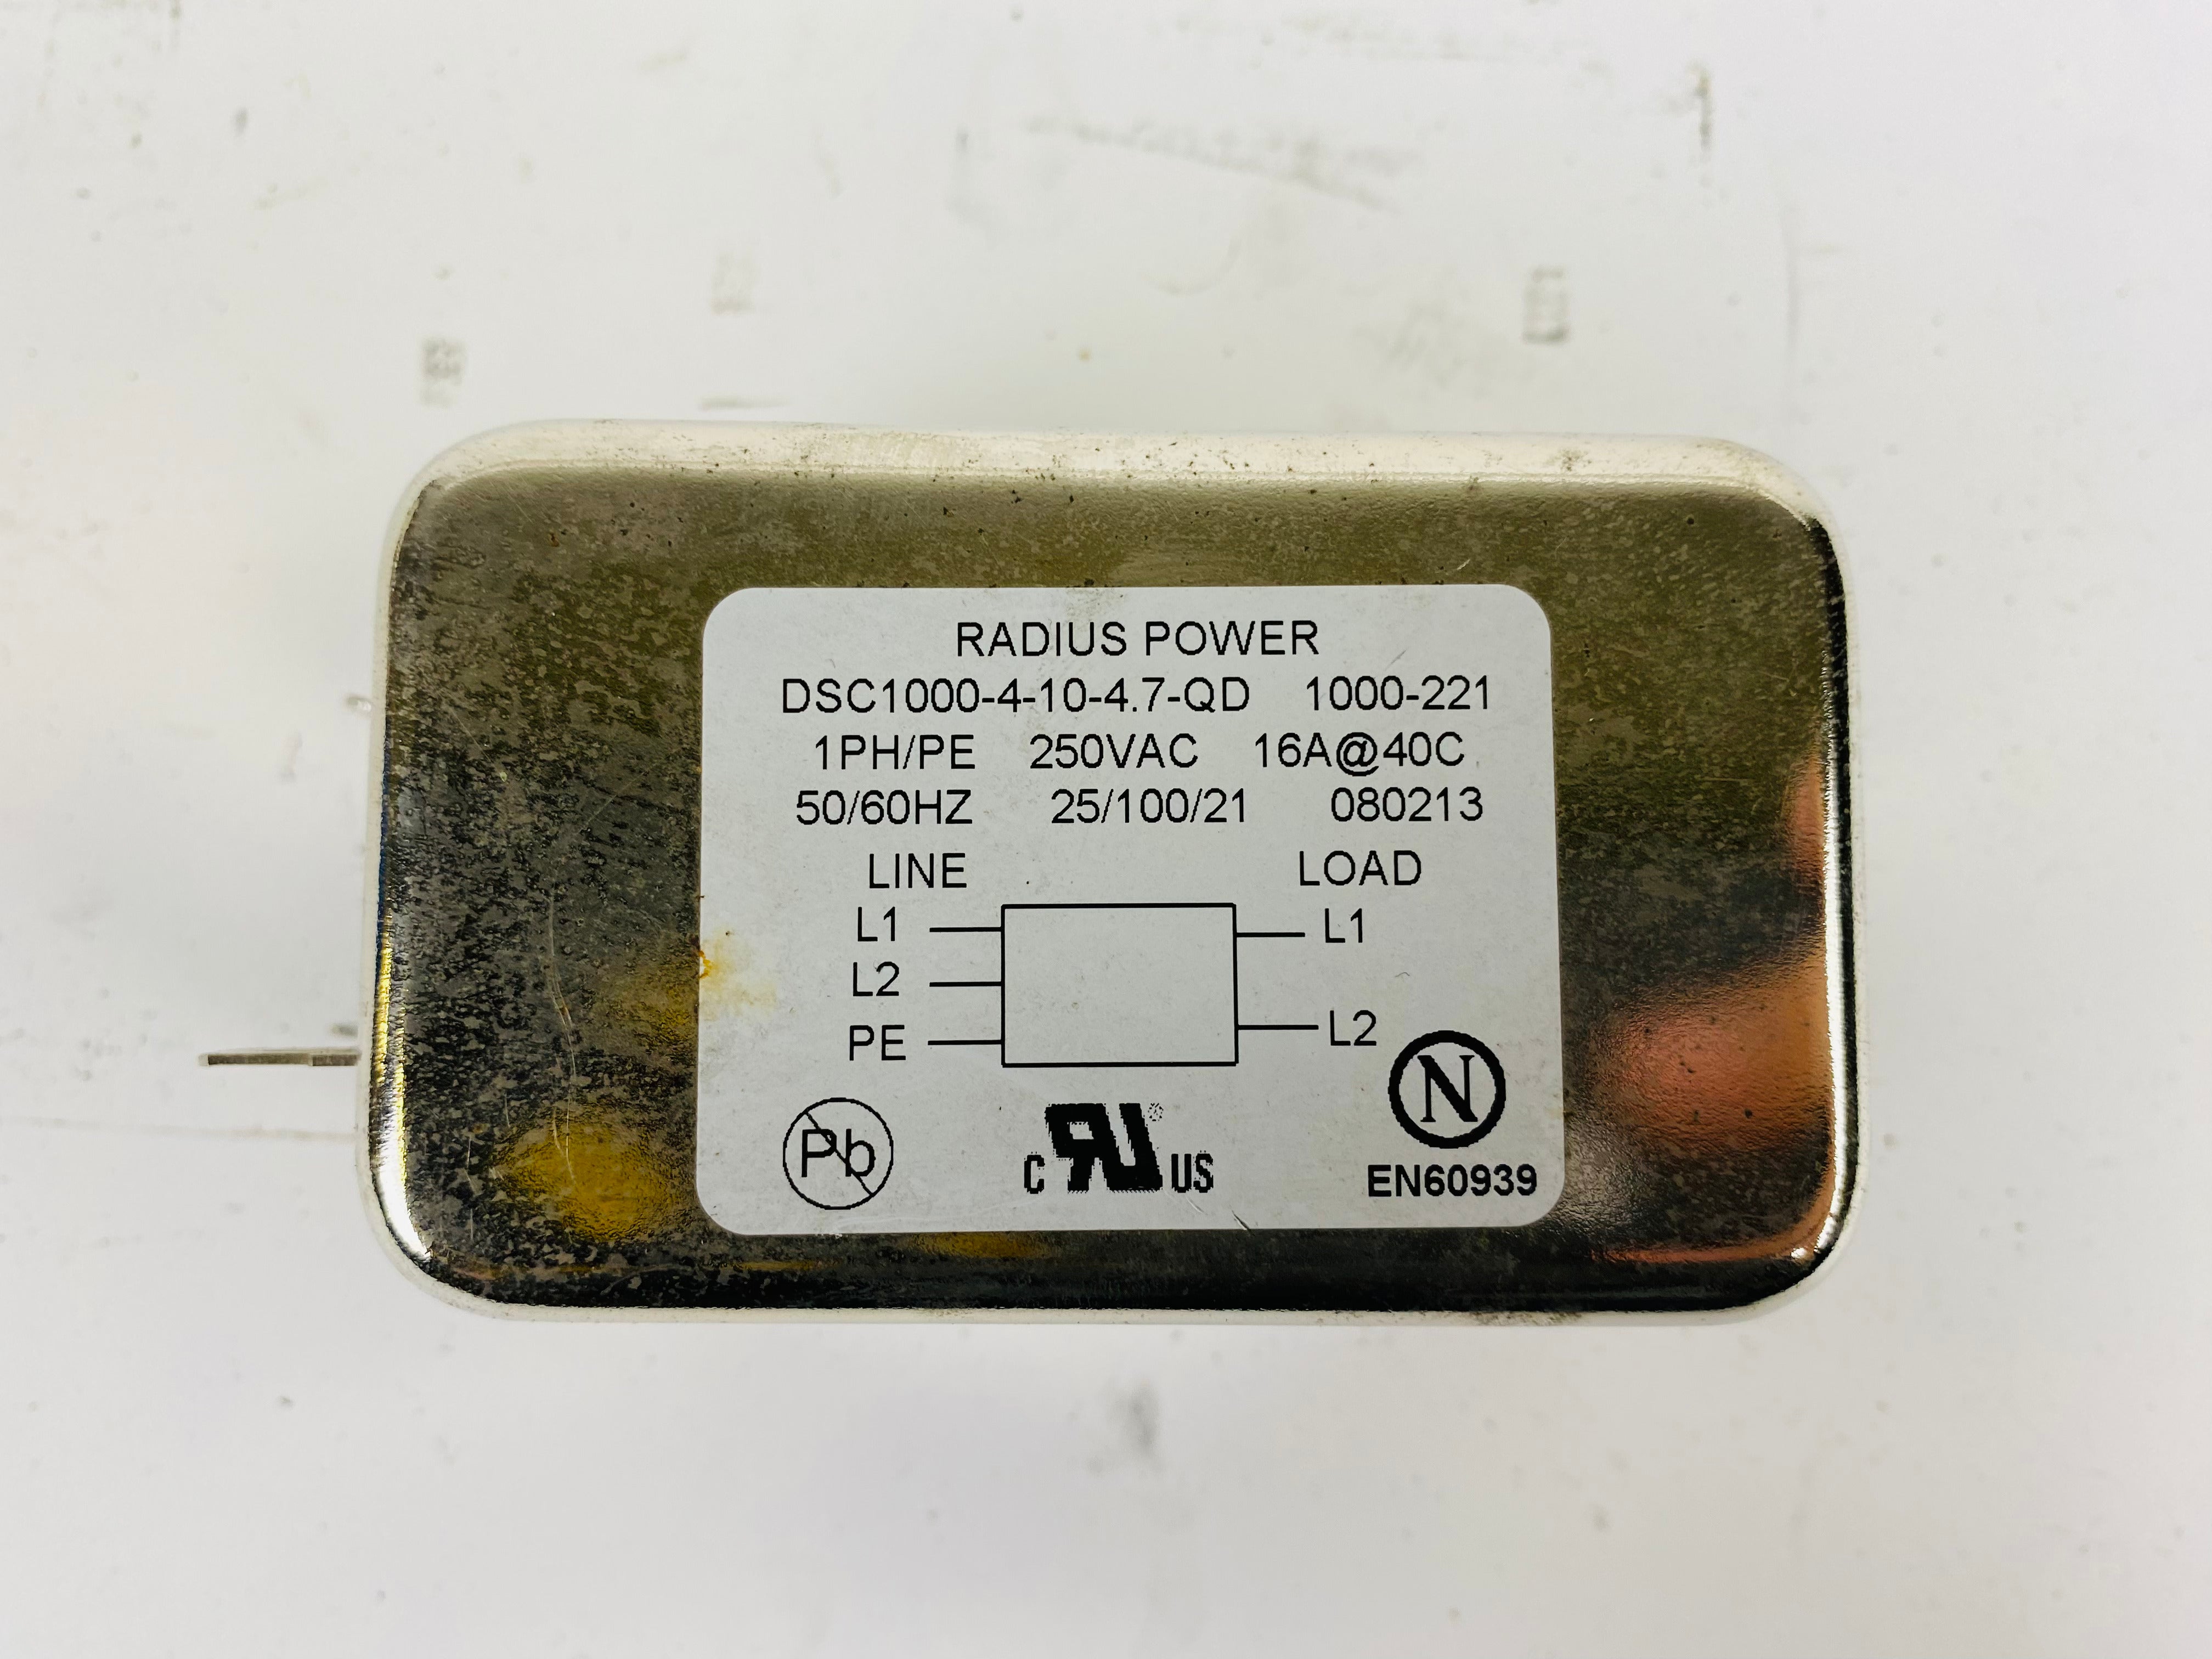 RADIUS POWER
DSC1000-4-10-4.7-QD 1000-221
1PH/PE 250VAC 16A@40C
50/60HZ 25/100/21 080213
LINE LOAD
L1 L1
L2
PE L2
N
Pb c RU ® US EN60939